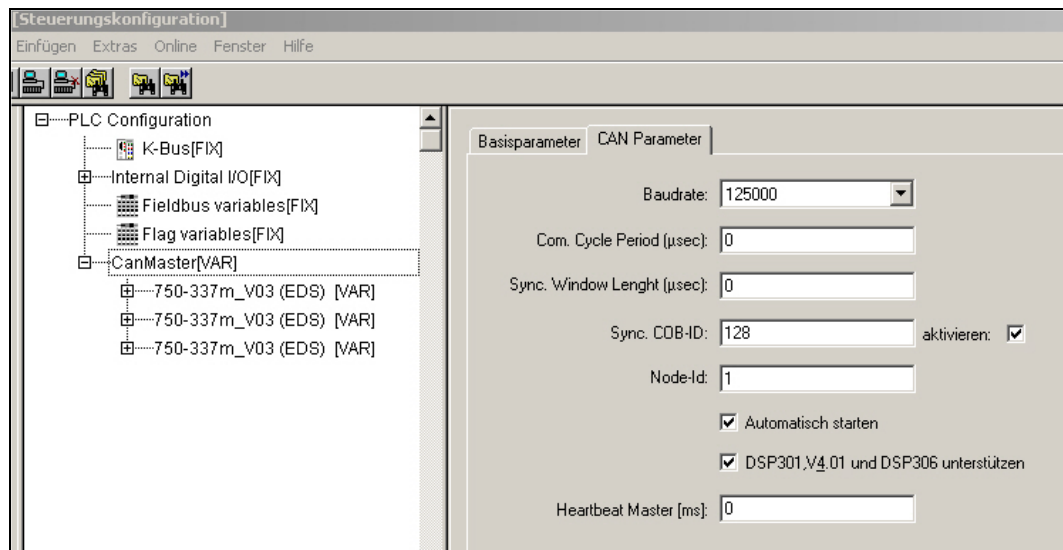 [Steuerungskonfiguration]
Einfügen Extras Online Fenster Hilfe
PLC Configuration
K-Bus[FIX]
Internal Digital I/O[FIX]
Fieldbus variables[FIX]
Flag variables[FIX]
CanMaster[VAR]
750-337m_V03 (EDS) [VAR]
750-337m_V03 (EDS) [VAR]
750-337m_V03 (EDS) [VAR]
Basisparameter CAN Parameter
Baudrate: 125000
Com. Cycle Period (µsec): 0
Sync. Window Lenght (µsec): 0
Sync. COB-ID: 128 aktivieren:
Node-Id: 1
Automatisch starten
DSP301,V4.01 und DSP306 unterstützen
Heartbeat Master [ms]: 0